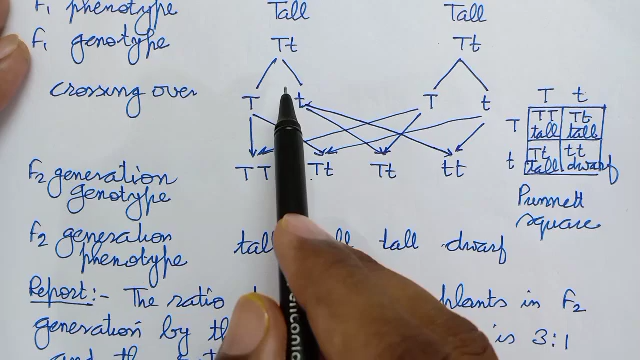 F₁ phenotype Tall Tall
F₁ genotype Tt Tt
crossing over T t T t
T t
T TT Tt
tall tall
t Tt tt
tall dwarf
Punnett
square
F₂ generation TT Tt Tt tt
genotype
F₂ generation tall tall dwarf
phenotype
Report:- The ratio plants in F₂
generation by the is 3:1
and the